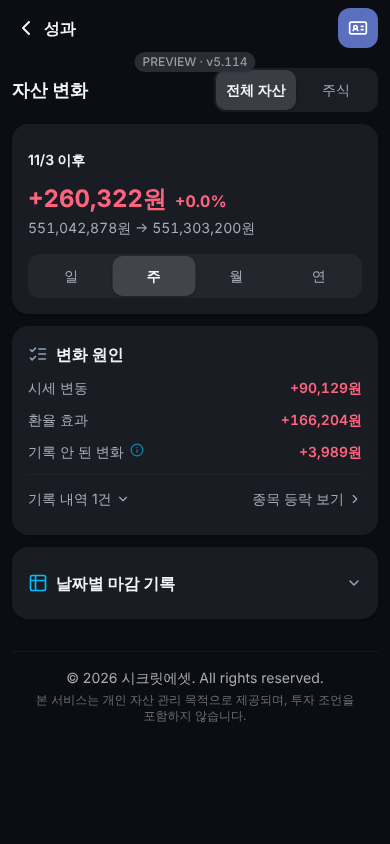 성과
PREVIEW · v5.114
자산 변화
전체 자산
주식
11/3 이후
+260,322원 +0.0%
551,042,878원 → 551,303,200원
일 주 월 연
변화 원인
시세 변동 +90,129원
환율 효과 +166,204원
기록 안 된 변화 +3,989원
기록 내역 1건 종목 등락 보기
날짜별 마감 기록
© 2026 시크릿에셋. All rights reserved.
본 서비스는 개인 자산 관리 목적으로 제공되며, 투자 조언을
포함하지 않습니다.